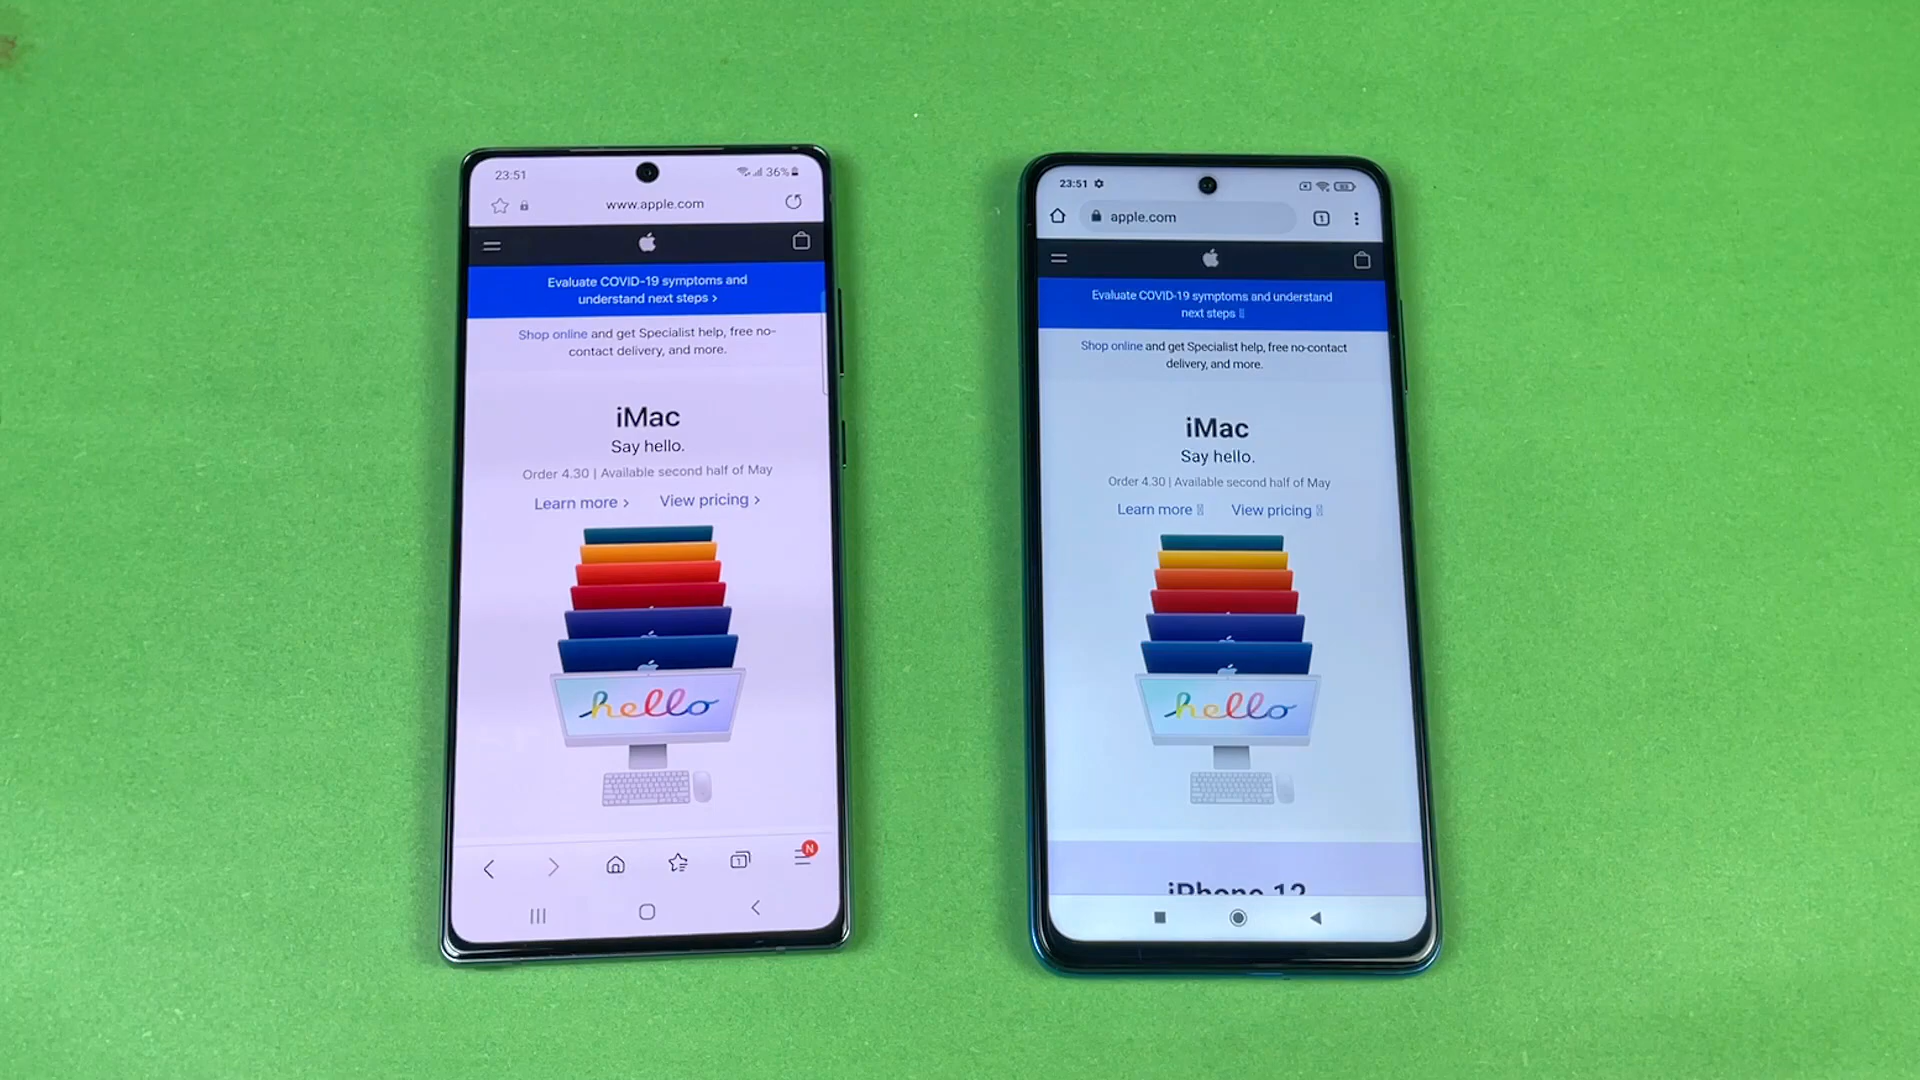 23:51
36%
www.apple.com
Evaluate COVID-19 symptoms and
understand next steps >
Shop online and get Specialist help, free no-
contact delivery, and more.
iMac
Say hello.
Order 4.30 | Available second half of May
Learn more > View pricing >
hello
1
N
23:51
apple.com
1
Evaluate COVID-19 symptoms and understand
next steps
Shop online and get Specialist help, free no-contact
delivery, and more.
iMac
Say hello.
Order 4.30 | Available second half of May
Learn more View pricing
hello
iPhone 12